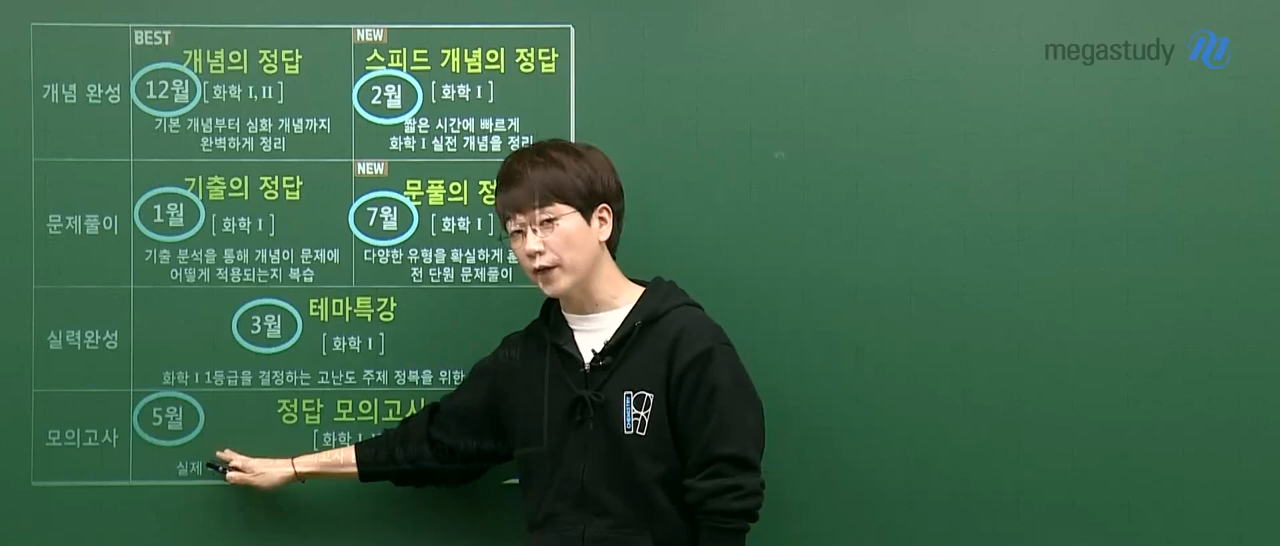 megastudy
BEST
개념의 정답
12월 [ 화학 I, II ]
기본 개념부터 심화 개념까지
완벽하게 정리
NEW
스피드 개념의 정답
2월 [ 화학 I ]
짧은 시간에 빠르게
화학 I 실전 개념을 정리
개념 완성
기출의 정답
1월 [ 화학 I ]
기출 분석을 통해 개념이 문제에
어떻게 적용되는지 복습
NEW
문풀의
7월 [ 화학 I ]
다양한 유형을 확실하게
전 단원 문제풀이
문제풀이
테마특강
3월
[ 화학 I ]
실력완성
화학 I 1등급을 결정하는 고난도 주제 정복을 위한
5월 정답 모의고사
[ 화학 I
모의고사
실제
CHEMISTRY